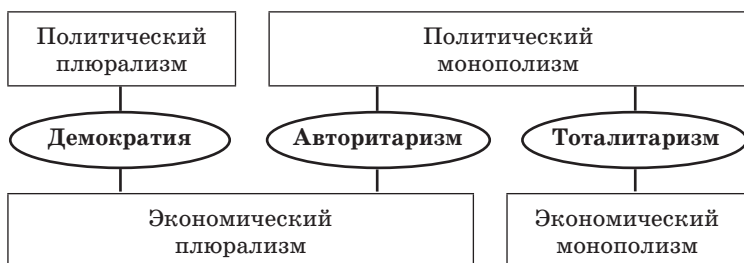 Политический
плюрализм
Политический
монополизм
Демократия
Авторитаризм
Тоталитаризм
Экономический
плюрализм
Экономический
монополизм